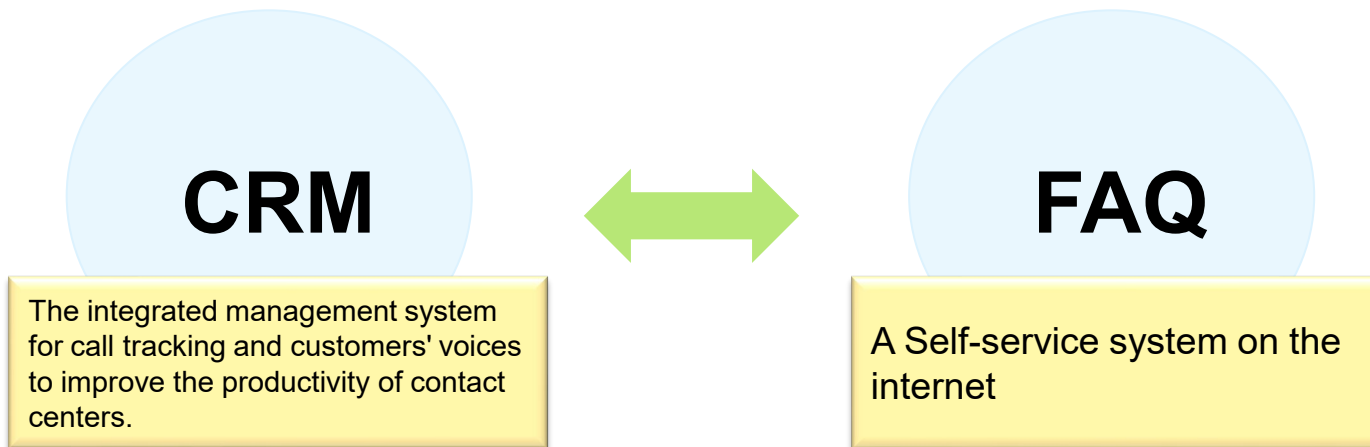 CRM
The integrated management system
for call tracking and customers' voices
to improve the productivity of contact
centers.
FAQ
A Self-service system on the
internet